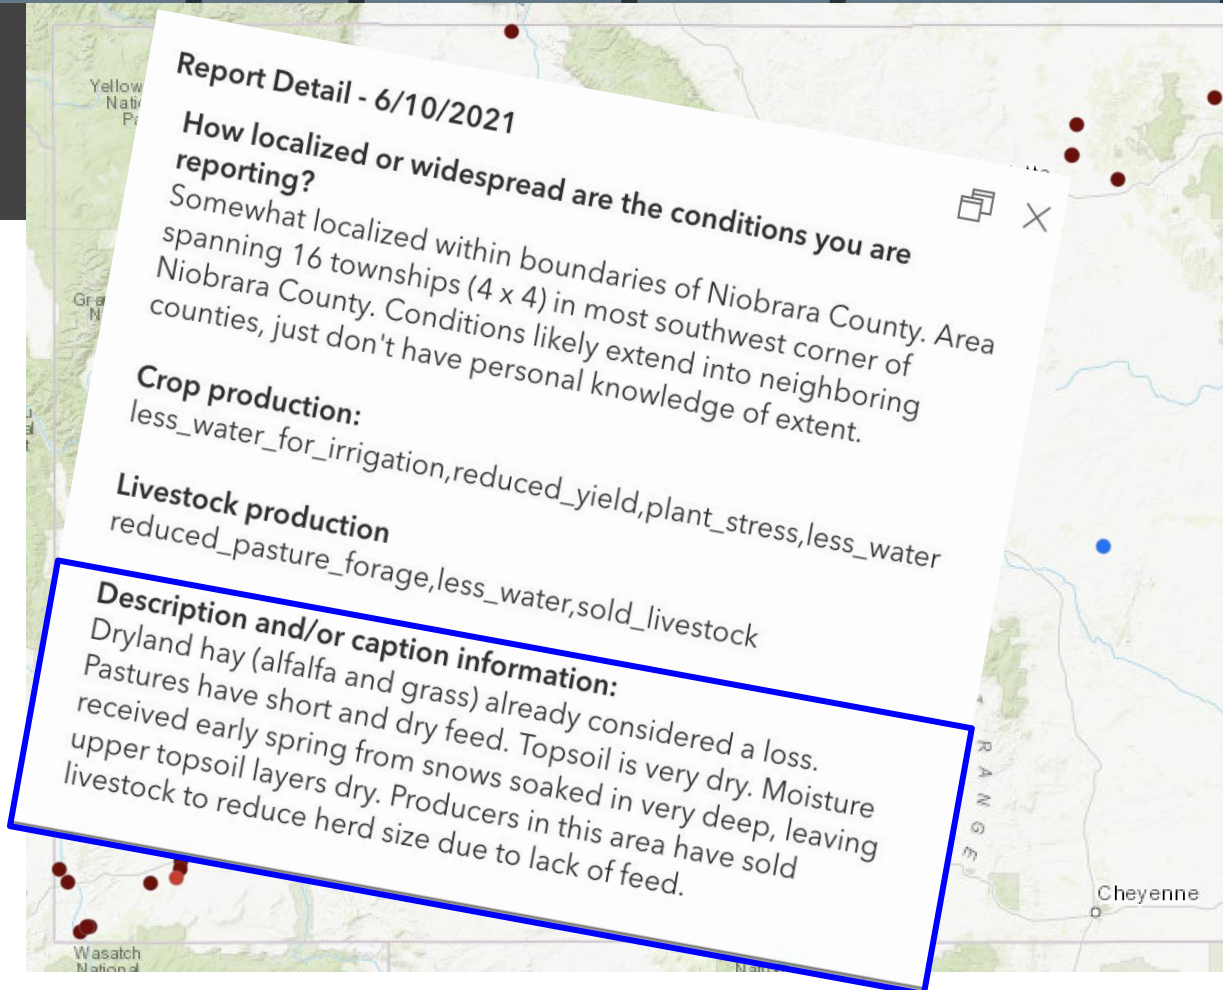 Yellow
Nati
P
Report Detail - 6/10/2021
How localized or widespread are the conditions you are
reporting?
Somewhat localized within boundaries of Niobrara County. Area
spanning 16 townships (4 x 4) in most southwest corner of
Niobrara County. Conditions likely extend into neighboring
counties, just don't have personal knowledge of extent.
Crop production:
less_water_for_irrigation,reduced_yield,plant_stress,less_water
Livestock production
reduced_pasture_forage,less_water,sold_livestock
Description and/or caption information:
Dryland hay (alfalfa and grass) already considered a loss.
Pastures have short and dry feed. Topsoil is very dry. Moisture
received early spring from snows soaked in very deep, leaving
upper topsoil layers dry. Producers in this area have sold
livestock to reduce herd size due to lack of feed.
RANGE
Cheyenne
Wasatch
National